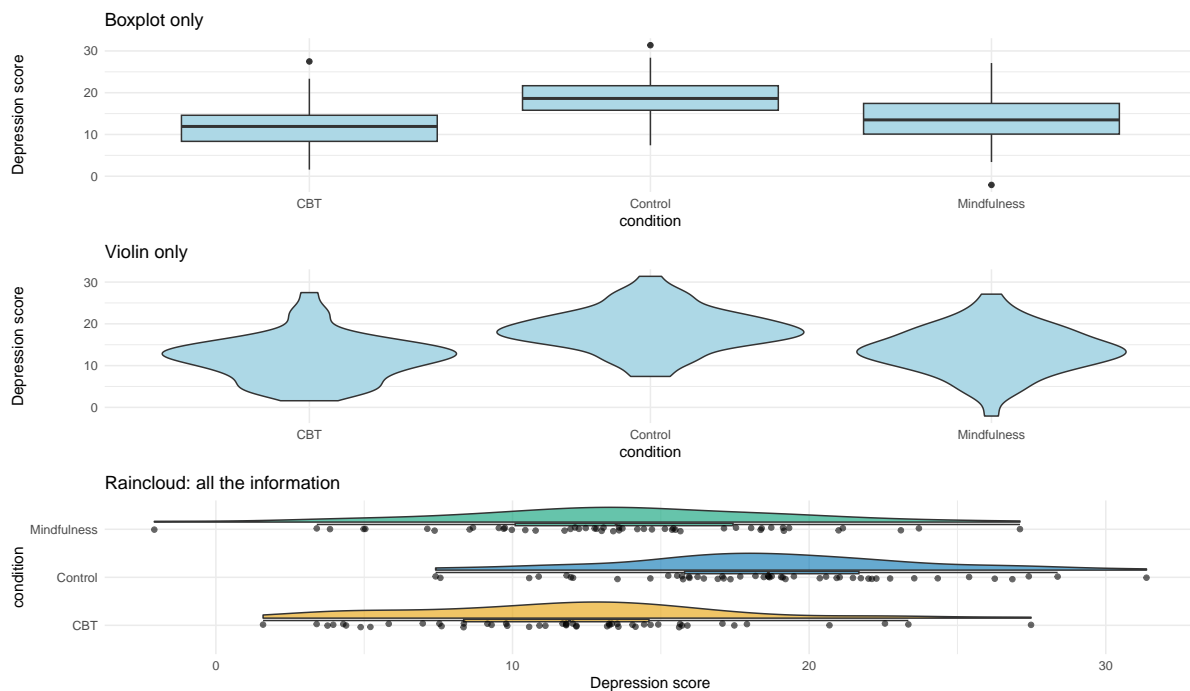 Boxplot only
Depression score
30
20
10
0
CBT Control Mindfulness
condition
Violin only
Depression score
30
20
10
0
CBT Control Mindfulness
condition
Raincloud: all the information
condition
Mindfulness
Control
CBT
0 10 20 30
Depression score